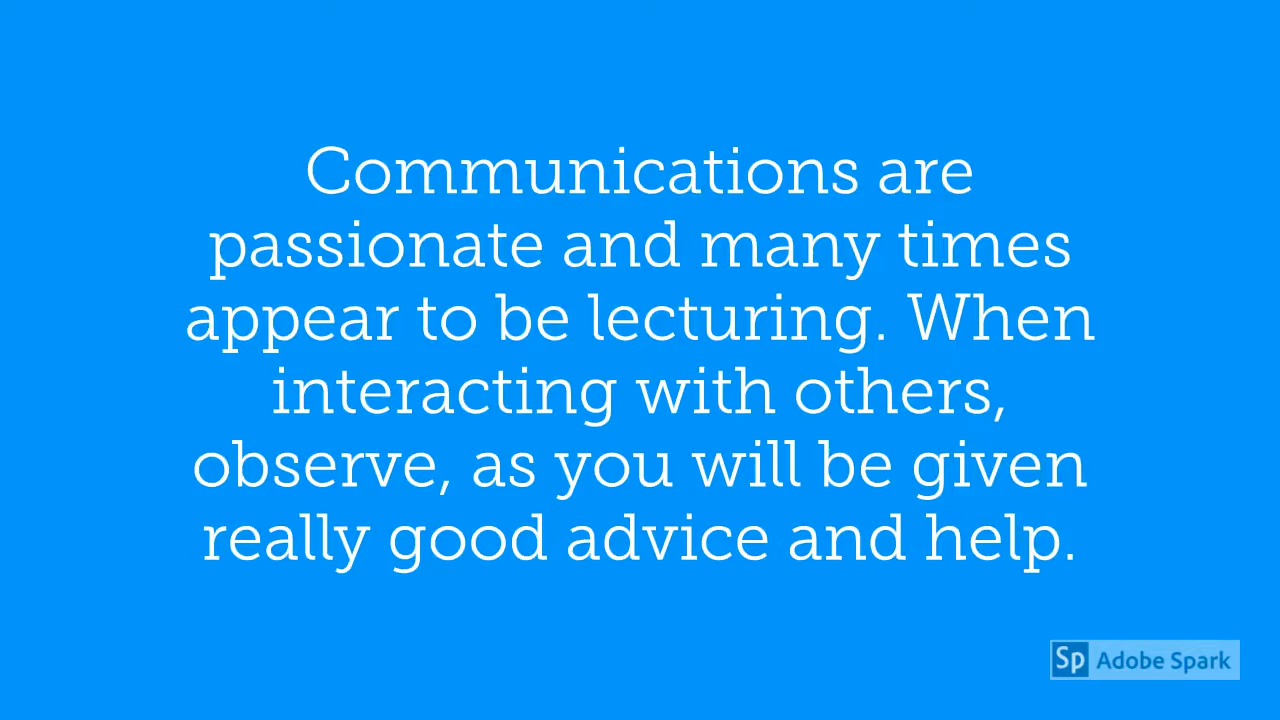 Communications are
passionate and many times
appear to be lecturing. When
interacting with others,
observe, as you will be given
really good advice and help.
Sp Adobe Spark